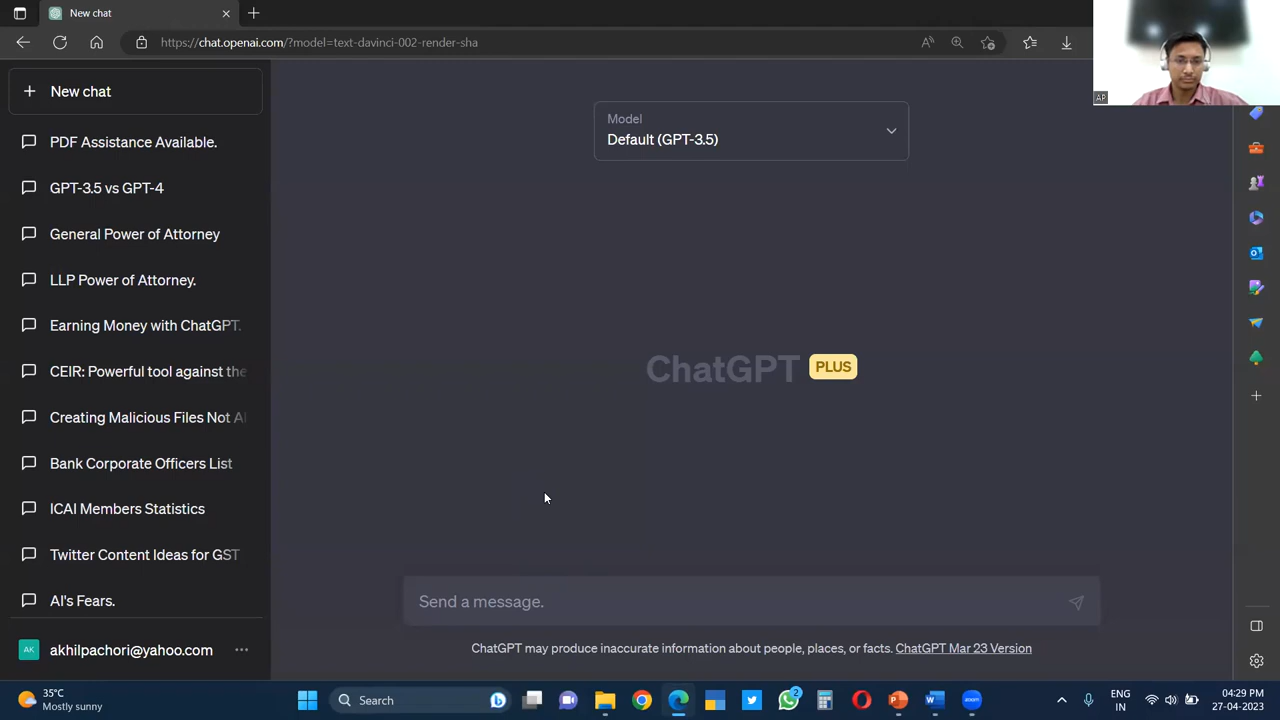 New chat
https://chat.openai.com/?model=text-davinci-002-render-sha
AP
New chat
PDF Assistance Available.
GPT-3.5 vs GPT-4
General Power of Attorney
LLP Power of Attorney.
Earning Money with ChatGPT.
CEIR: Powerful tool against the
Creating Malicious Files Not Al
Bank Corporate Officers List
ICAI Members Statistics
Twitter Content Ideas for GST
AI's Fears.
akhilpachori@yahoo.com
Model
Default (GPT-3.5)
ChatGPT PLUS
Send a message.
ChatGPT may produce inaccurate information about people, places, or facts. ChatGPT Mar 23 Version
35°C
Mostly sunny
Search
2
zoom
ENG
IN
04:29 PM
27-04-2023